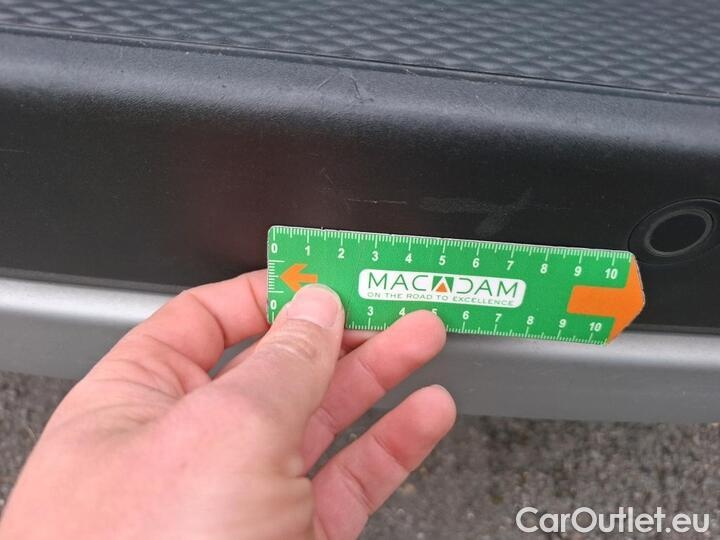 0 1 2 3 4 5 6 7 8 9 10
MACADAM
ON THE ROAD TO EXCELLENCE
0 3 4 5 6 7 8 9 10
CarOutlet.eu